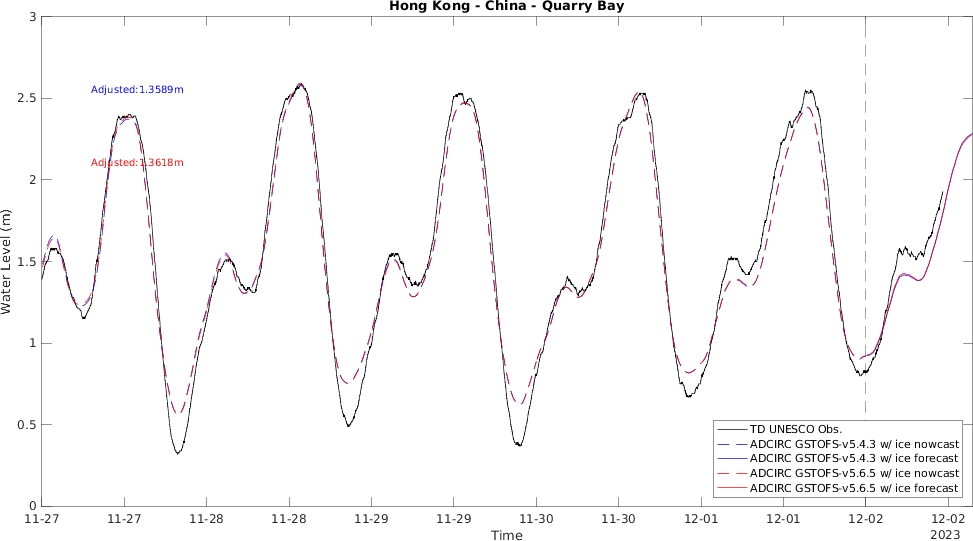 Hong Kong - China - Quarry Bay
3
2.5
2
1.5
1
0.5
0
Water Level (m)
Adjusted:1.3589m
Adjusted:1.3618m
TD UNESCO Obs.
ADCIRC GSTOFS-v5.4.3 w/ ice nowcast
ADCIRC GSTOFS-v5.4.3 w/ ice forecast
ADCIRC GSTOFS-v5.6.5 w/ ice nowcast
ADCIRC GSTOFS-v5.6.5 w/ ice forecast
11-27 11-27 11-28 11-28 11-29 11-29 11-30 11-30 12-01 12-01 12-02 12-02
2023
Time